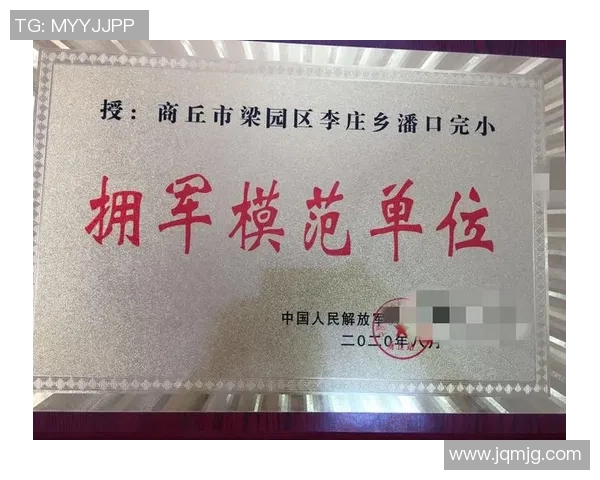 TG: MYYJJPP
授：商丘市梁园区李庄乡潘口完小
拥军模范单位
中国人民解放军
二〇二〇年八月
www.jqmjg.com